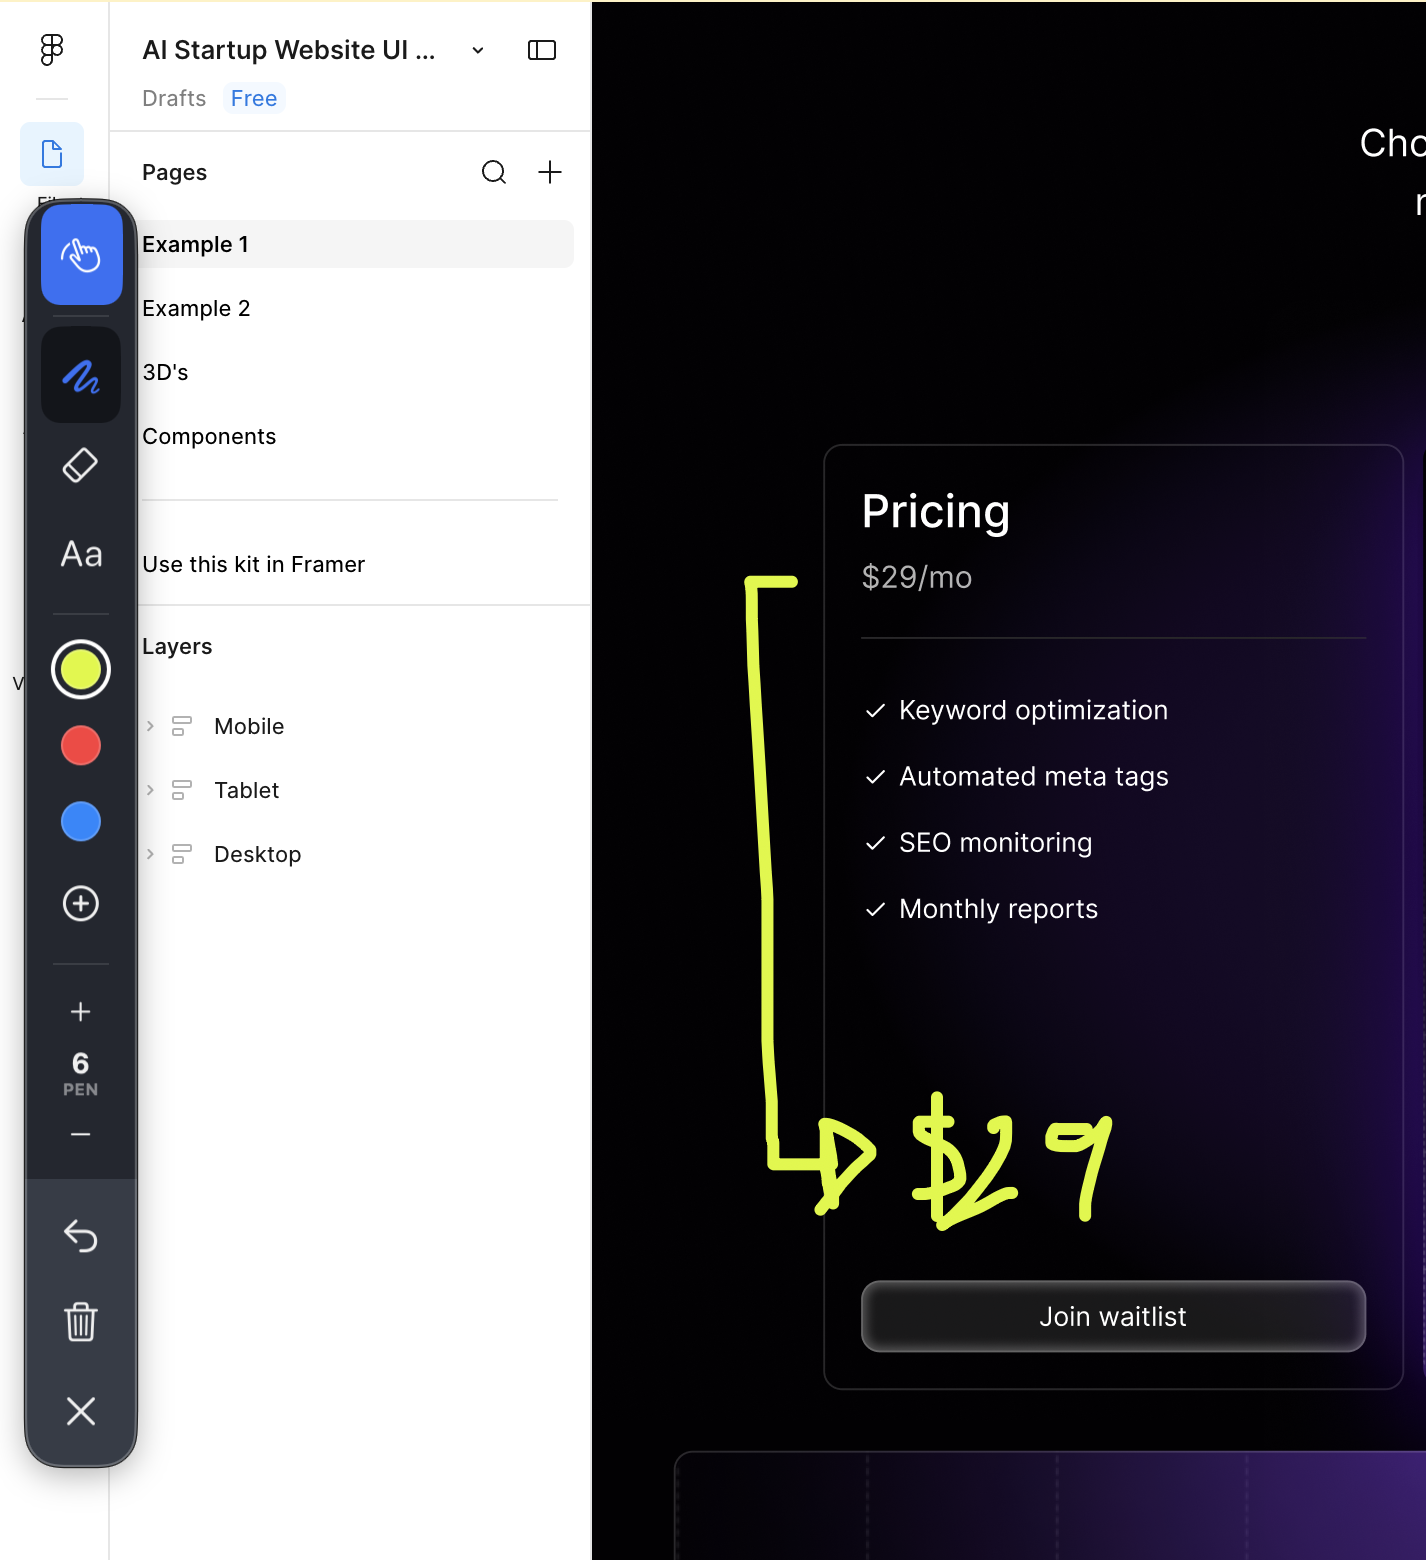 AI Startup Website UI ...
Drafts Free
Pages
Example 1
Example 2
3D's
Components
Use this kit in Framer
Layers
Mobile
Tablet
Desktop
Aa
6
PEN
Pricing
$29/mo
Keyword optimization
Automated meta tags
SEO monitoring
Monthly reports
$29
Join waitlist